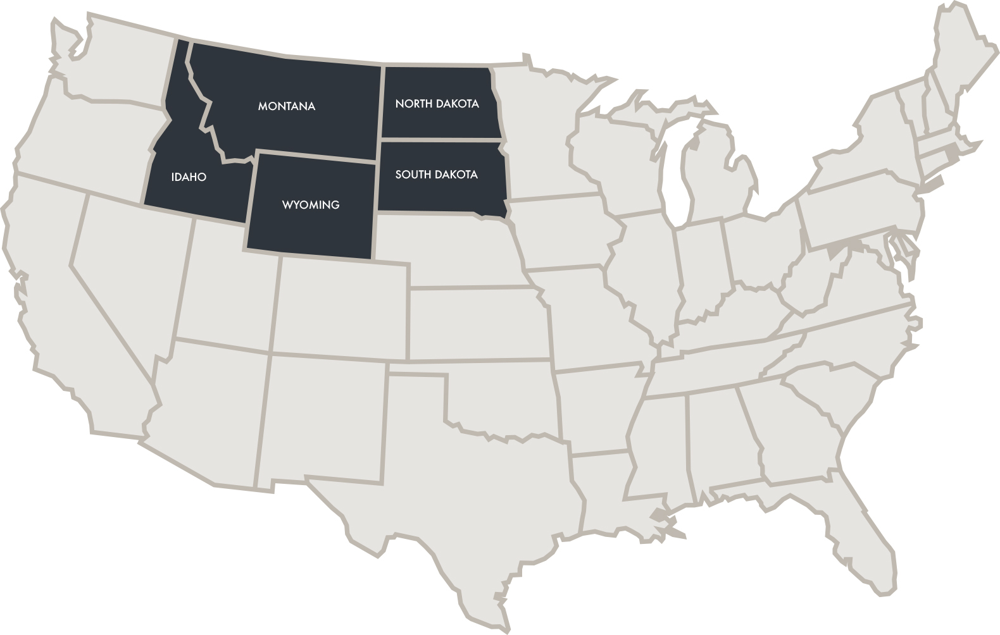 MONTANA
NORTH DAKOTA
IDAHO
SOUTH DAKOTA
WYOMING